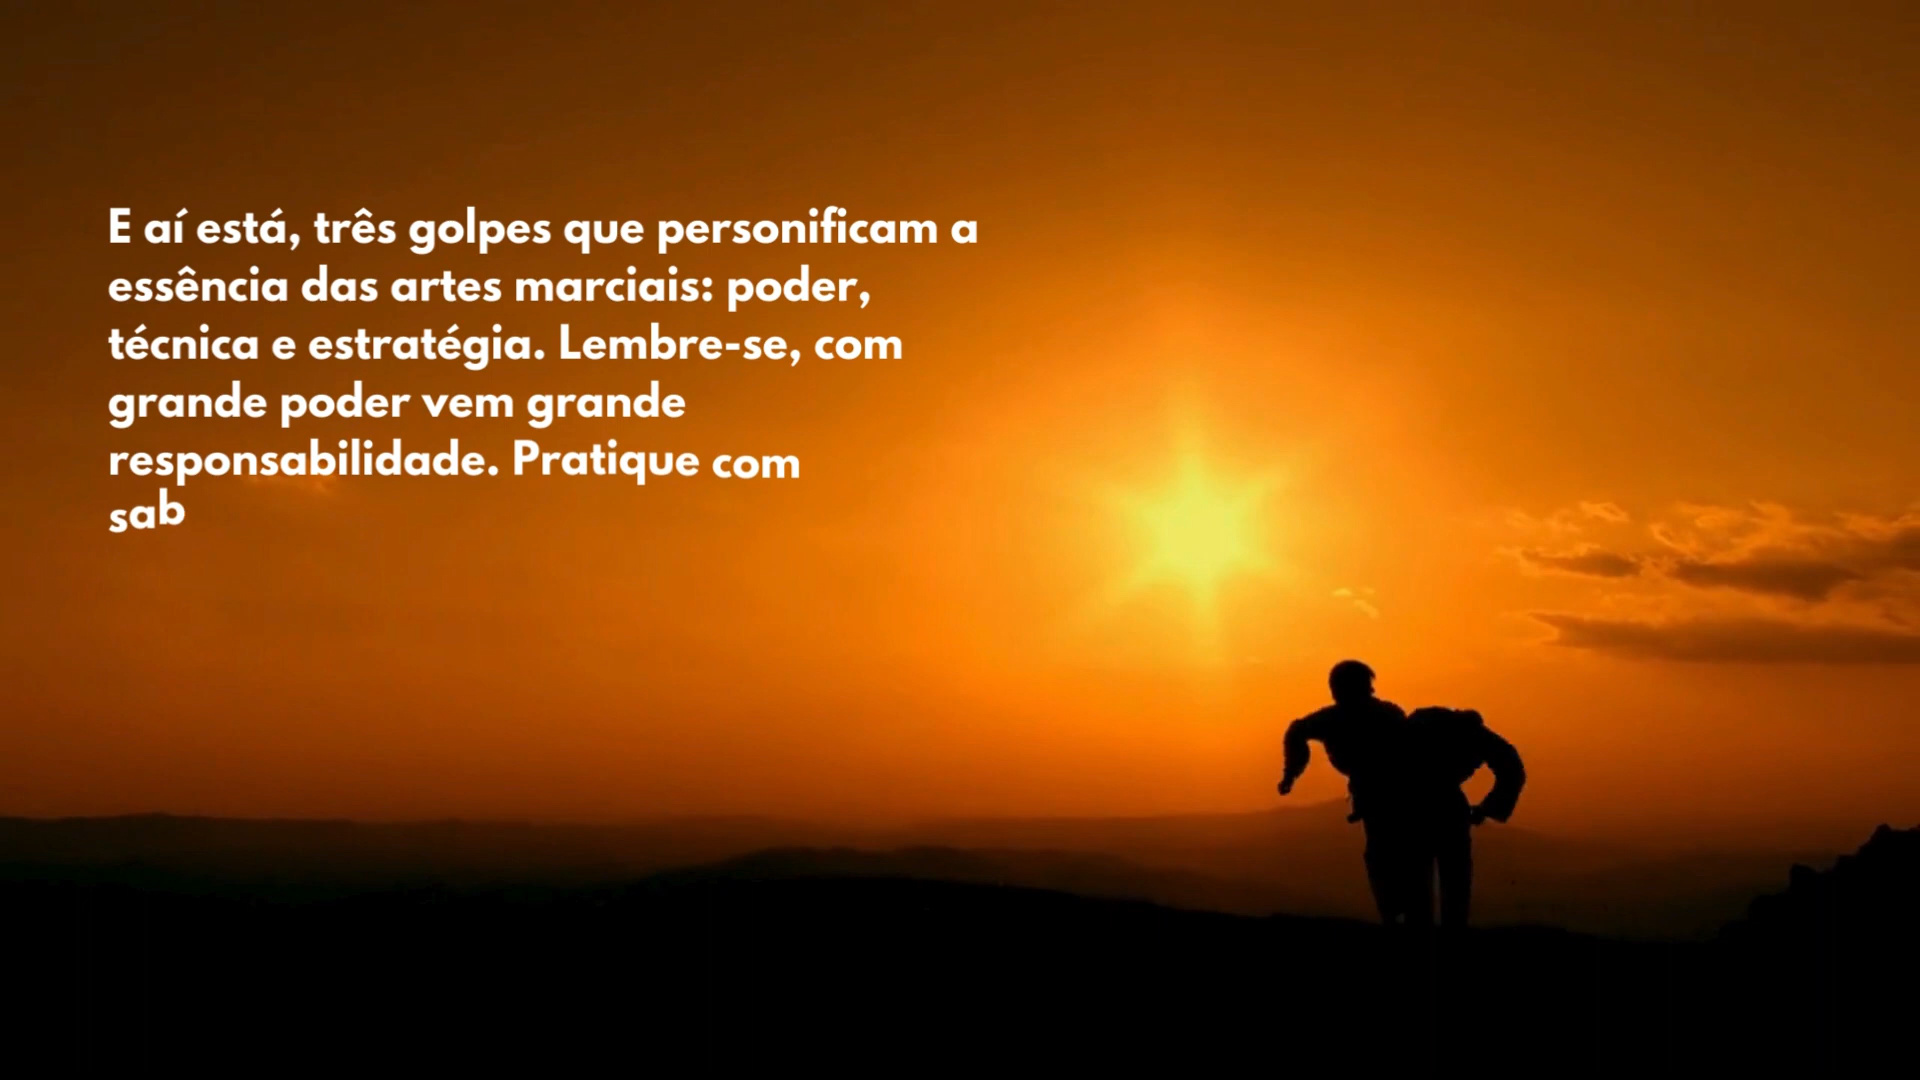 E aí está, três golpes que personificam a
essência das artes marciais: poder,
técnica e estratégia. Lembre-se, com
grande poder vem grande
responsabilidade. Pratique com
sab